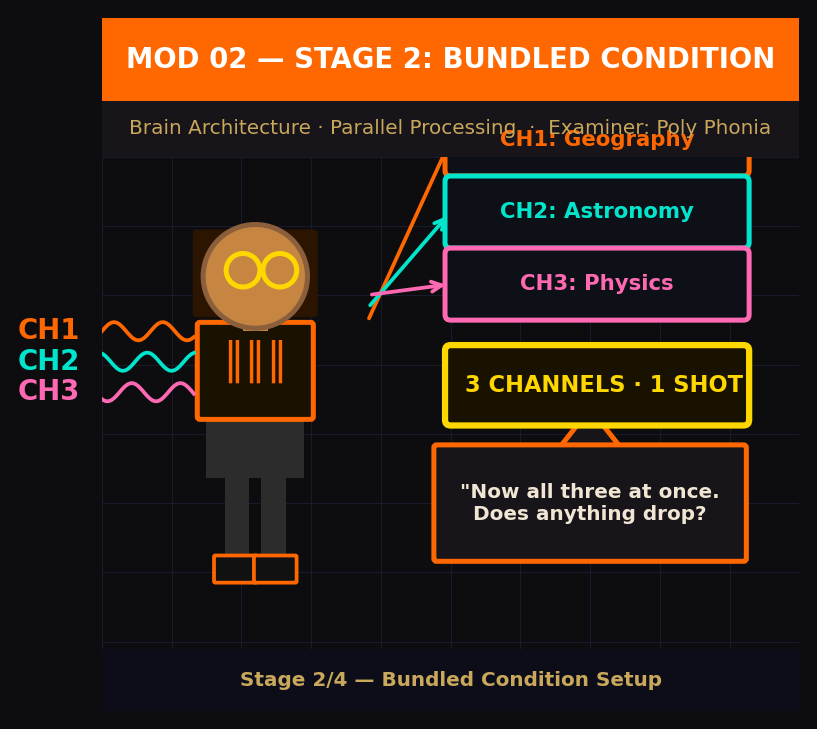 MOD 02 — STAGE 2: BUNDLED CONDITION
Brain Architecture · Parallel Processing  ·  Examiner: Poly Phonia
CH1: Geography
CH2: Astronomy
CH3: Physics
CH1
CH2
CH3
3 CHANNELS · 1 SHOT
"Now all three at once.
Does anything drop?
Stage 2/4 — Bundled Condition Setup